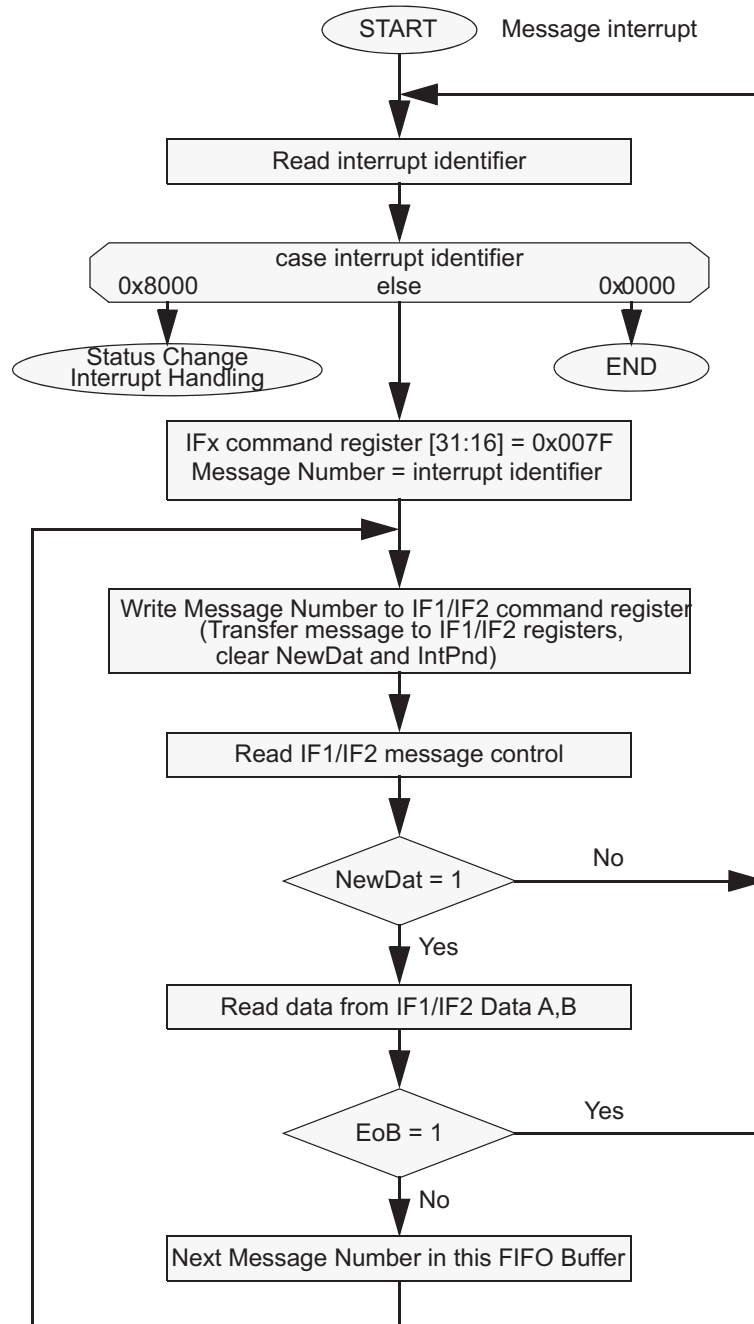 START
Message interrupt
Read interrupt identifier
case interrupt identifier
0x8000
else
0x0000
Status Change
Interrupt Handling
END
IFx command register [31:16] = 0x007F
Message Number = interrupt identifier
Write Message Number to IF1/IF2 command register
(Transfer message to IF1/IF2 registers,
clear NewDat and IntPnd)
Read IF1/IF2 message control
NewDat = 1
No
Yes
Read data from IF1/IF2 Data A,B
EoB = 1
Yes
No
Next Message Number in this FIFO Buffer